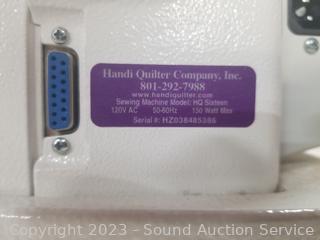 Handi Quilter Company, Inc.
801-292-7988
www.handiquilter.com
Sewing Machine Model: HQ Sixteen
120V AC 50-60Hz 150 Watt Max
Serial #: HZ038485386
Copyright 2023 - Sound Auction Service